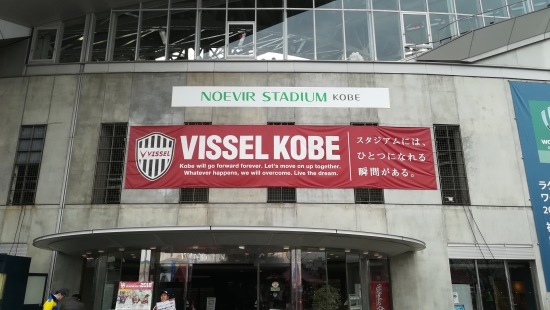 NOEVIR STADIUM KOBE
VISSEL
VISSEL KOBE
Kobe will go forward forever. Let's move on up together.
Whatever happens, we will overcome. Live the dream.
スタジアムには、
ひとつになれる
瞬間がある。